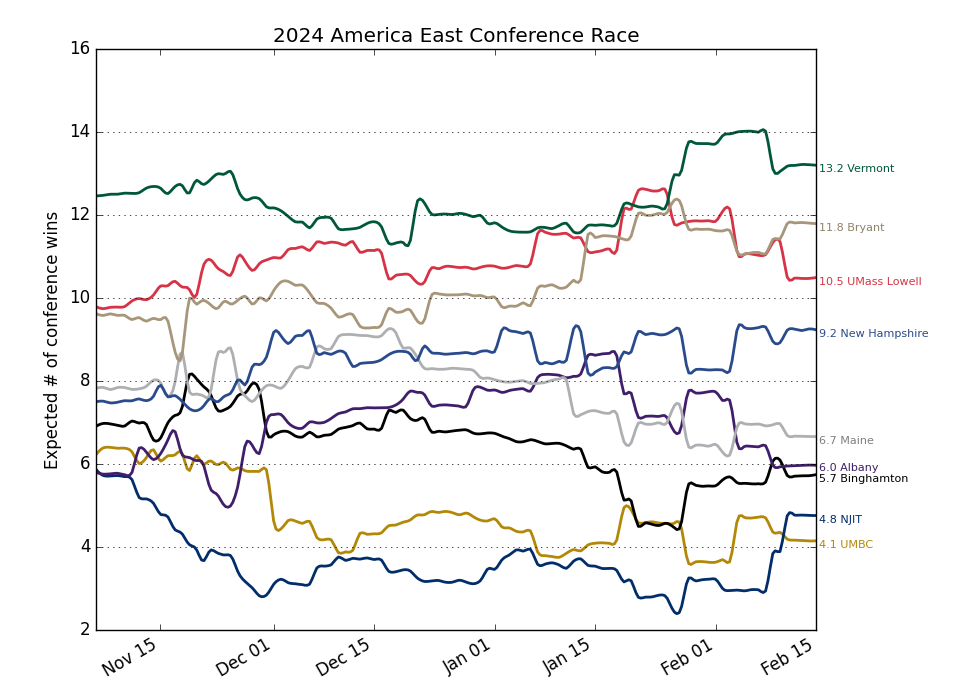 2024 America East Conference Race
Expected # of conference wins
16
14
12
10
8
6
4
2
13.2 Vermont
11.8 Bryant
10.5 UMass Lowell
9.2 New Hampshire
6.7 Maine
6.0 Albany
5.7 Binghamton
4.8 NJIT
4.1 UMBC
Nov 15
Dec 01
Dec 15
Jan 01
Jan 15
Feb 01
Feb 15